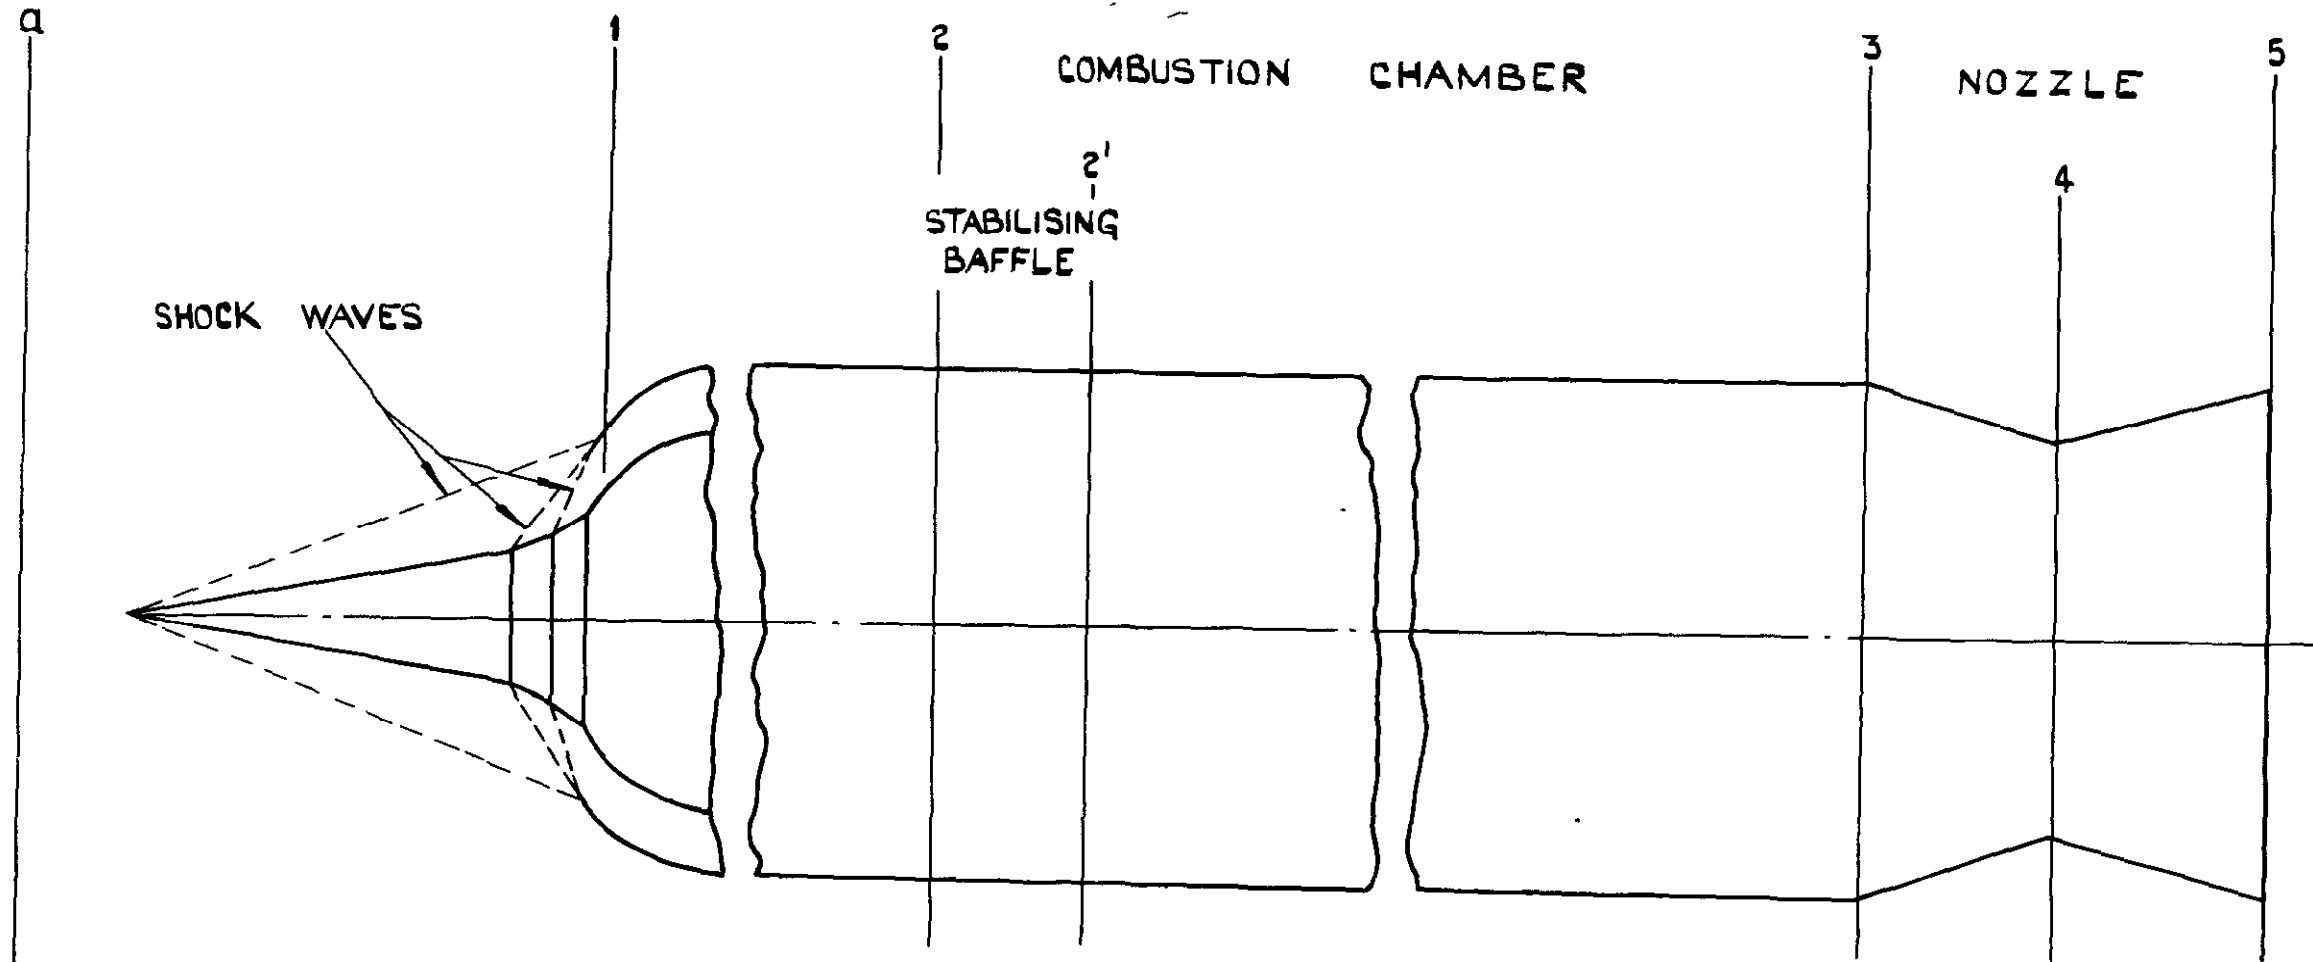 a
1
2
COMBUSTION CHAMBER
3
NOZZLE
5
2'
4
STABILISING
BAFFLE
SHOCK WAVES